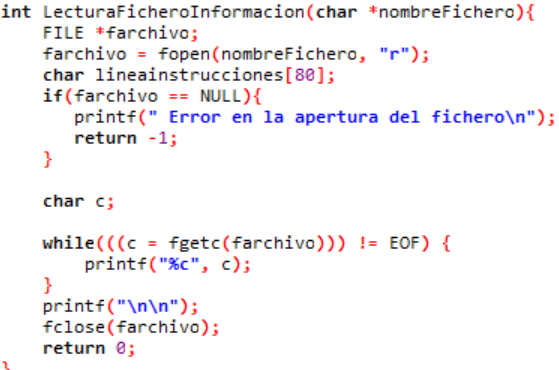 int LecturaFicheroInformacion(char *nombreFichero){
    FILE *farchivo;
    farchivo = fopen(nombreFichero, "r");
    char lineainstrucciones[80];
    if(farchivo == NULL){
       printf(" Error en la apertura del fichero\n");
       return -1;
    }

    char c;

    while(((c = fgetc(farchivo))) != EOF) {
        printf("%c", c);
    }
    printf("\n\n");
    fclose(farchivo);
    return 0;
}